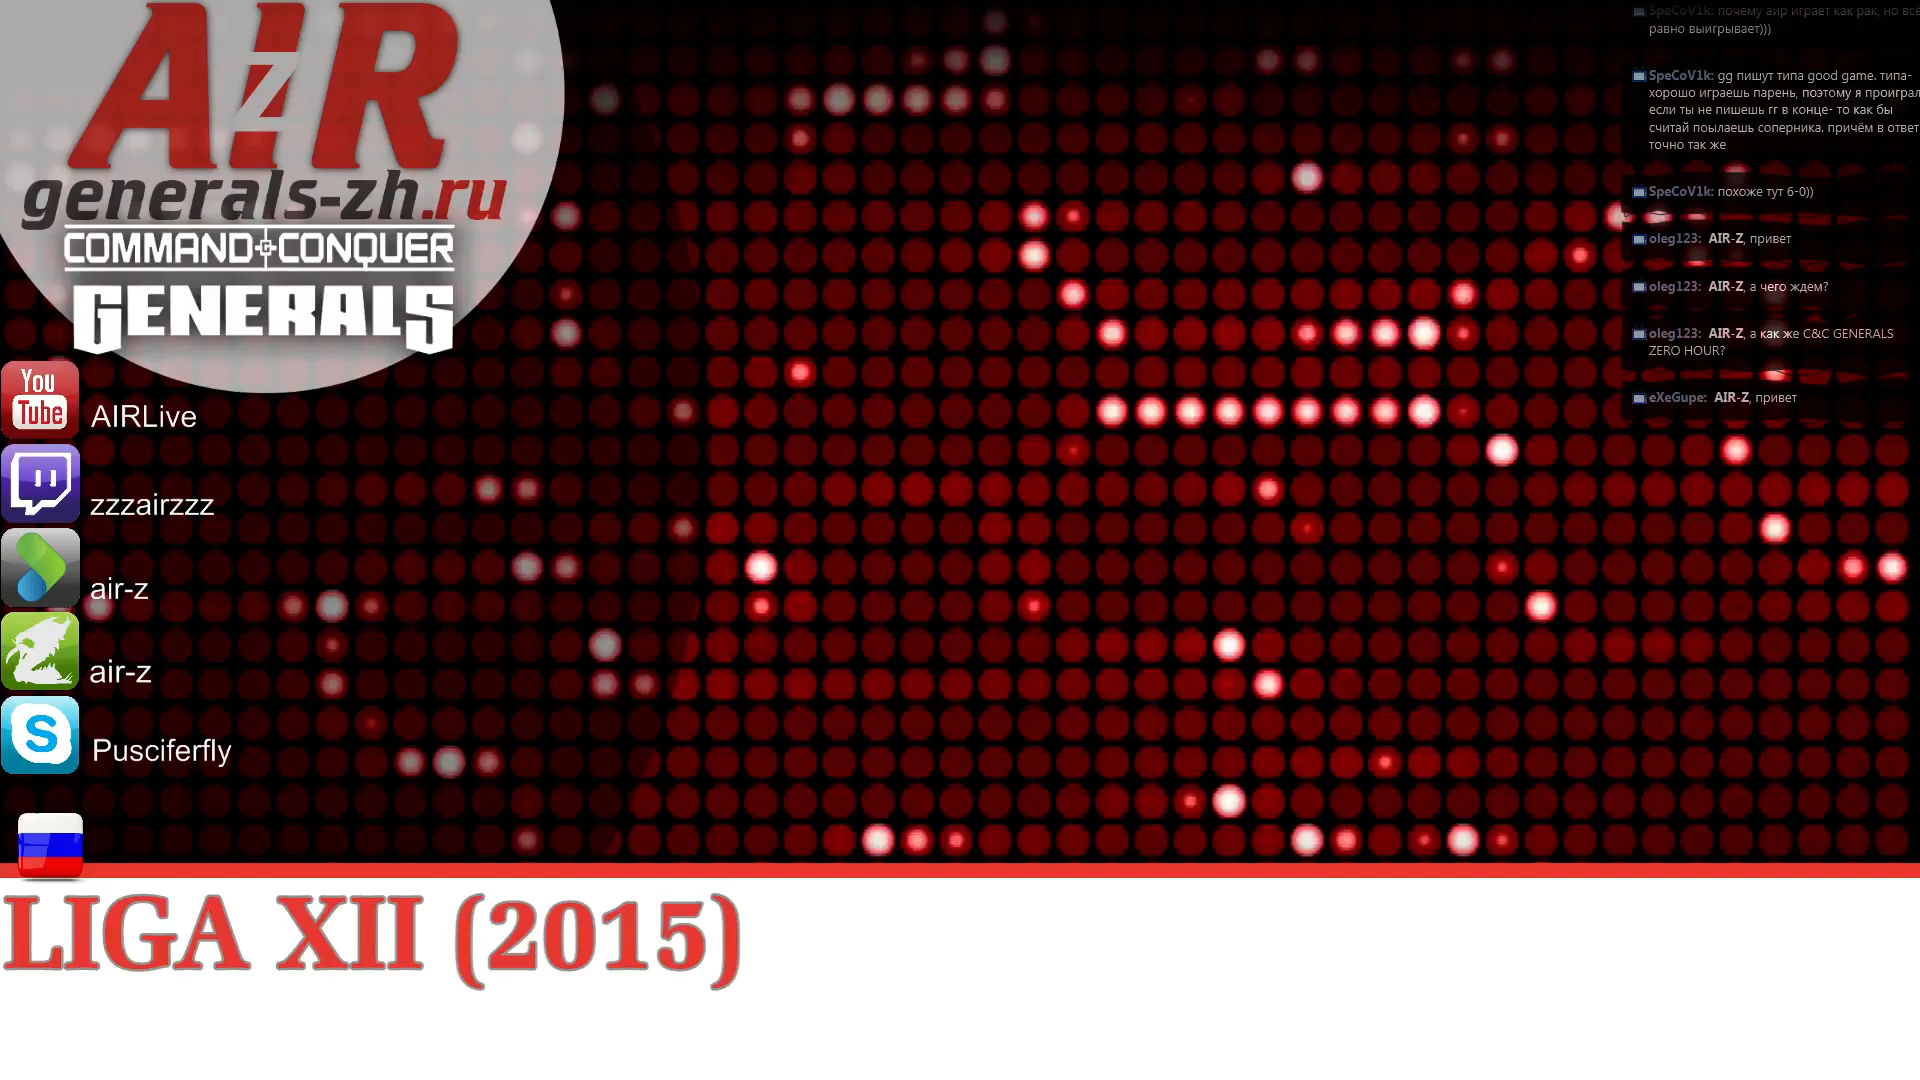 AIR
Z
generals-zh.ru
COMMAND CONQUER
GENERALS
You
Tube
AIRLive
zzzairzzz
air-z
air-z
S
Pusciferfly
LIGA XII (2015)
SpeCoV1k: почему аир играет как рак, но всё
равно выигрывает)))
SpeCoV1k: gg пишут типа good game. типа-
хорошо играешь парень, поэтому я проиграл
если ты не пишешь гг в конце- то как бы
считай поылаешь соперника. причём в ответ
точно так же
SpeCoV1k: похоже тут 6-0))
oleg123: AIR-Z, привет
oleg123: AIR-Z, а чего ждем?
oleg123: AIR-Z, а как же C&C GENERALS
ZERO HOUR?
eXeGupe: AIR-Z, привет